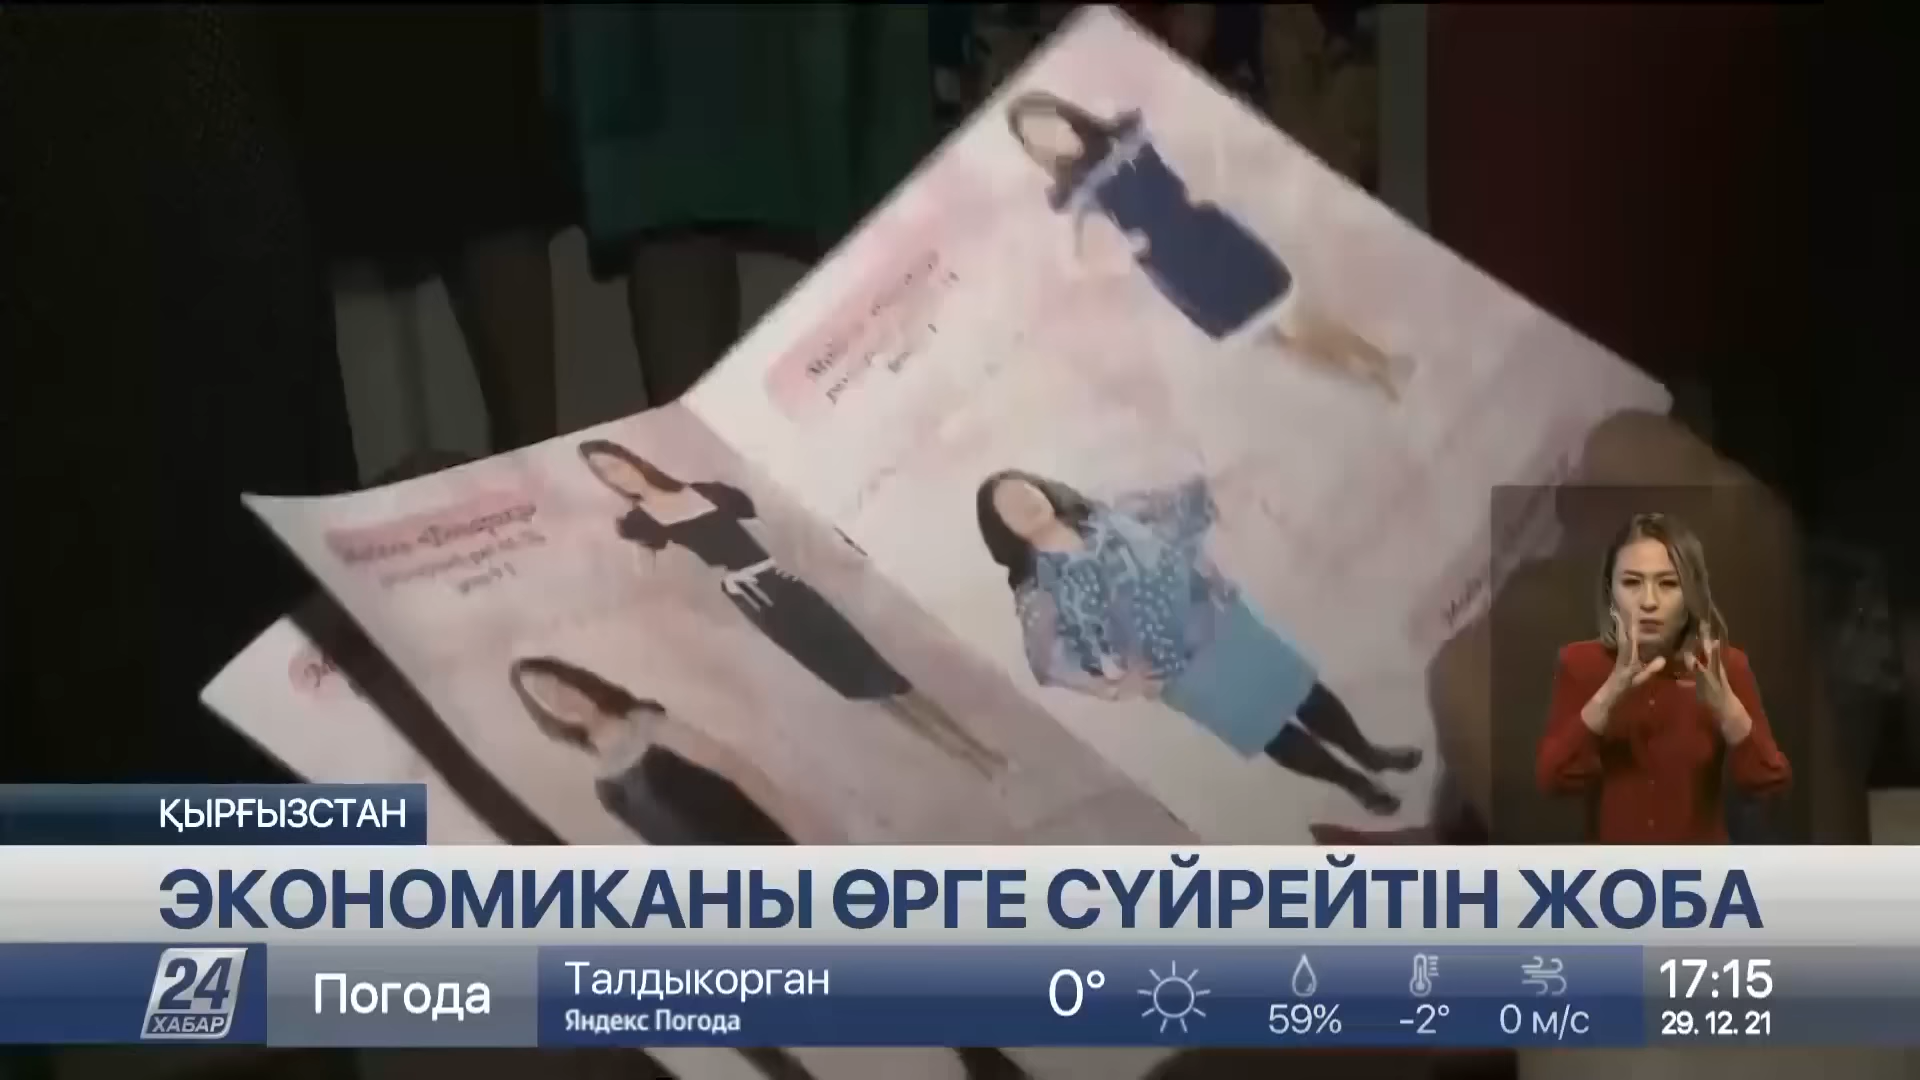 ҚЫРҒЫЗСТАН
ЭКОНОМИКАНЫ ӨРГЕ СҮЙРЕЙТІН ЖОБА
24
ХАБАР
Погода
Талдыкорган
Яндекс Погода
0°
59%
-2°
0 м/с
17:15
29. 12. 21